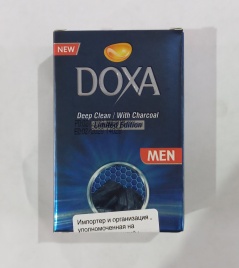 NEW
DOXA
Deep Clean / With Charcoal
Limited Edition
MEN
Импортер и организация,
уполномоченная на